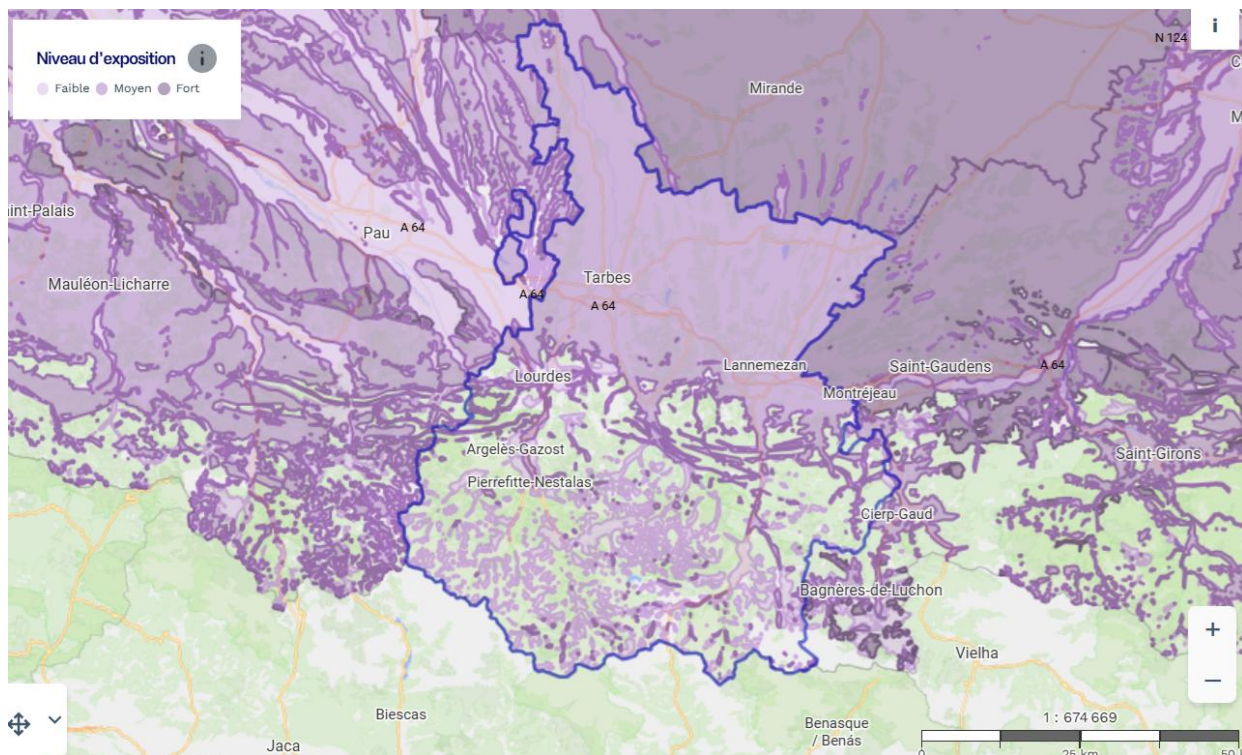 Niveau d'exposition i
Faible Moyen Fort
i
N 124
C
Mirande
M
aint-Palais
Pau
A 64
Mauléon-Licharre
Tarbes
A 64
A 64
Lannemezan
Saint-Gaudens
A 64
Lourdes
Montréjeau
Argelès-Gazost
Saint-Girons
Pierrefitte-Nestalas
Cierp-Gaud
Bagnères-de-Luchon
+
Vielha
−
Biescas
1 : 674 669
Benasque
/ Benás
Jaca
0 25 km 50